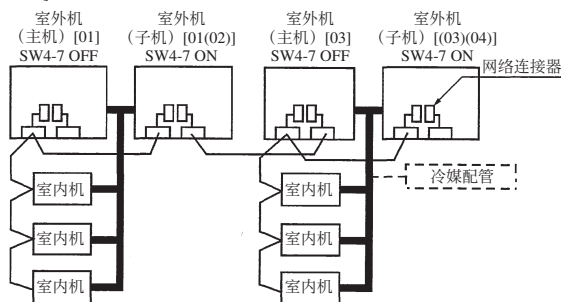 室外机
（主机）[01]
SW4-7 OFF
室外机
（子机）[01(02)]
SW4-7 ON
室外机
（主机）[03]
SW4-7 OFF
室外机
（子机）[(03)(04)]
SW4-7 ON
网络连接器
室内机
室内机
室内机
室内机
室内机
室内机
冷媒配管